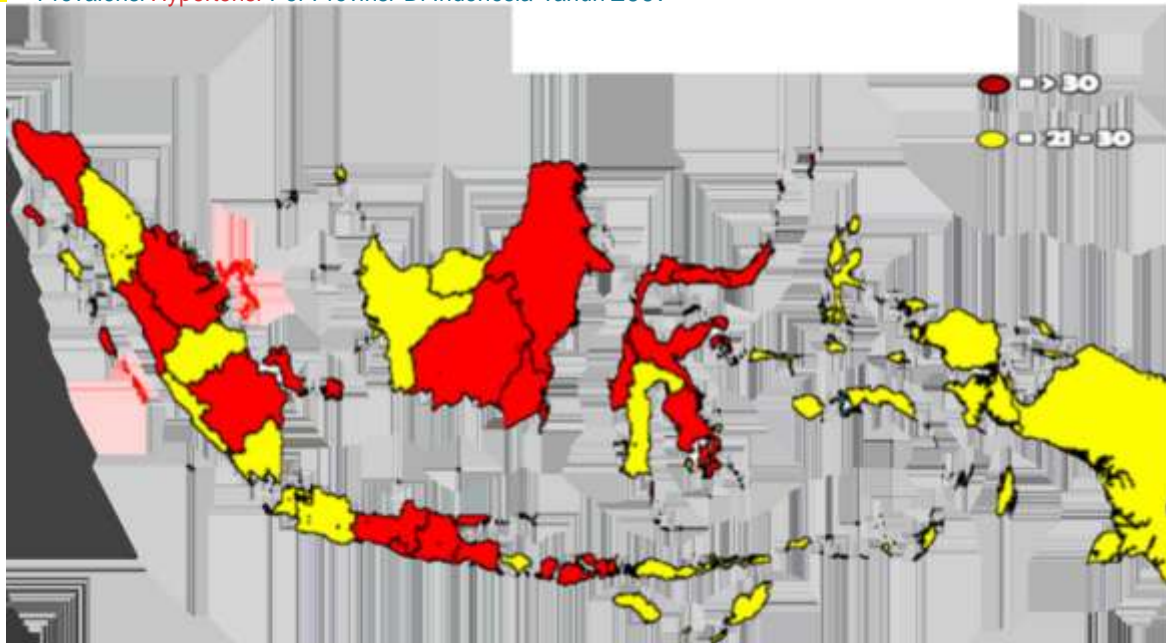 Prevalensi Hypertensi Per Provinsi Di Indonesia Tahun 2007
= > 30
= 21 - 30